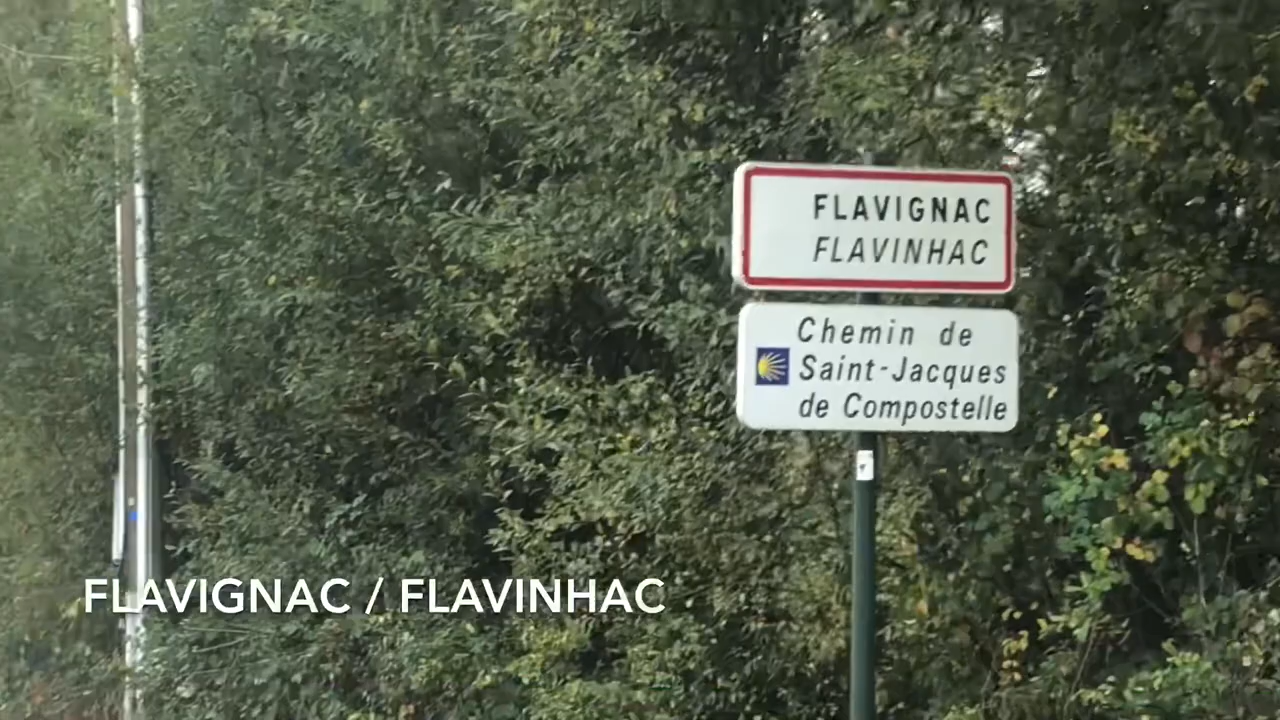 FLAVIGNAC
FLAVINHAC
Chemin de
Saint-Jacques
de Compostelle
FLAVIGNAC / FLAVINHAC